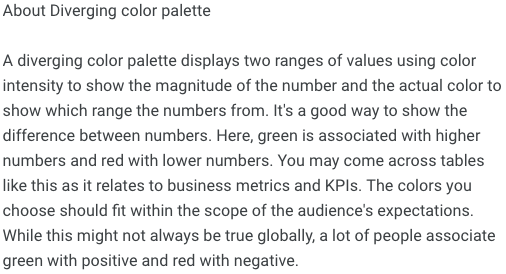 About Diverging color palette
A diverging color palette displays two ranges of values using color
intensity to show the magnitude of the number and the actual color to
show which range the numbers from. It's a good way to show the
difference between numbers. Here, green is associated with higher
numbers and red with lower numbers. You may come across tables
like this as it relates to business metrics and KPIs. The colors you
choose should fit within the scope of the audience's expectations.
While this might not always be true globally, a lot of people associate
green with positive and red with negative.